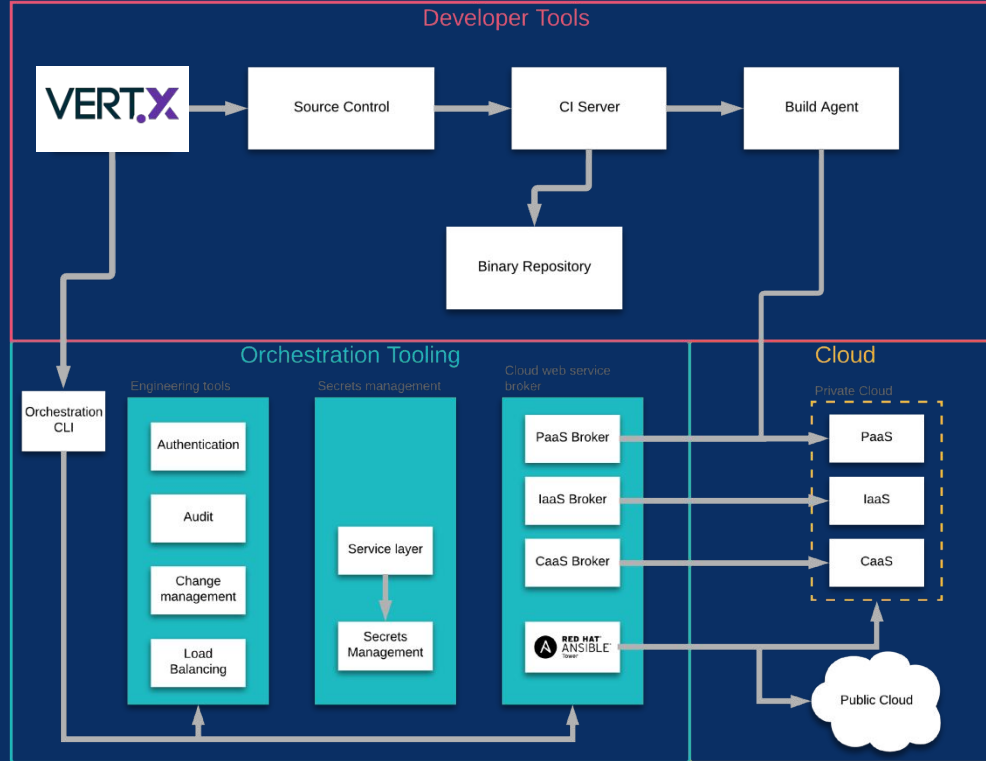 Developer Tools
VERT.X
Source Control
CI Server
Build Agent
Binary Repository
Orchestration Tooling
Cloud
Engineering tools
Secrets management
Cloud web service
broker
Private Cloud
Orchestration
CLI
Authentication
Audit
Change
management
Load
Balancing
Service layer
Secrets
Management
PaaS Broker
IaaS Broker
CaaS Broker
RED HAT
ANSIBLE
Tower
PaaS
IaaS
CaaS
Public Cloud